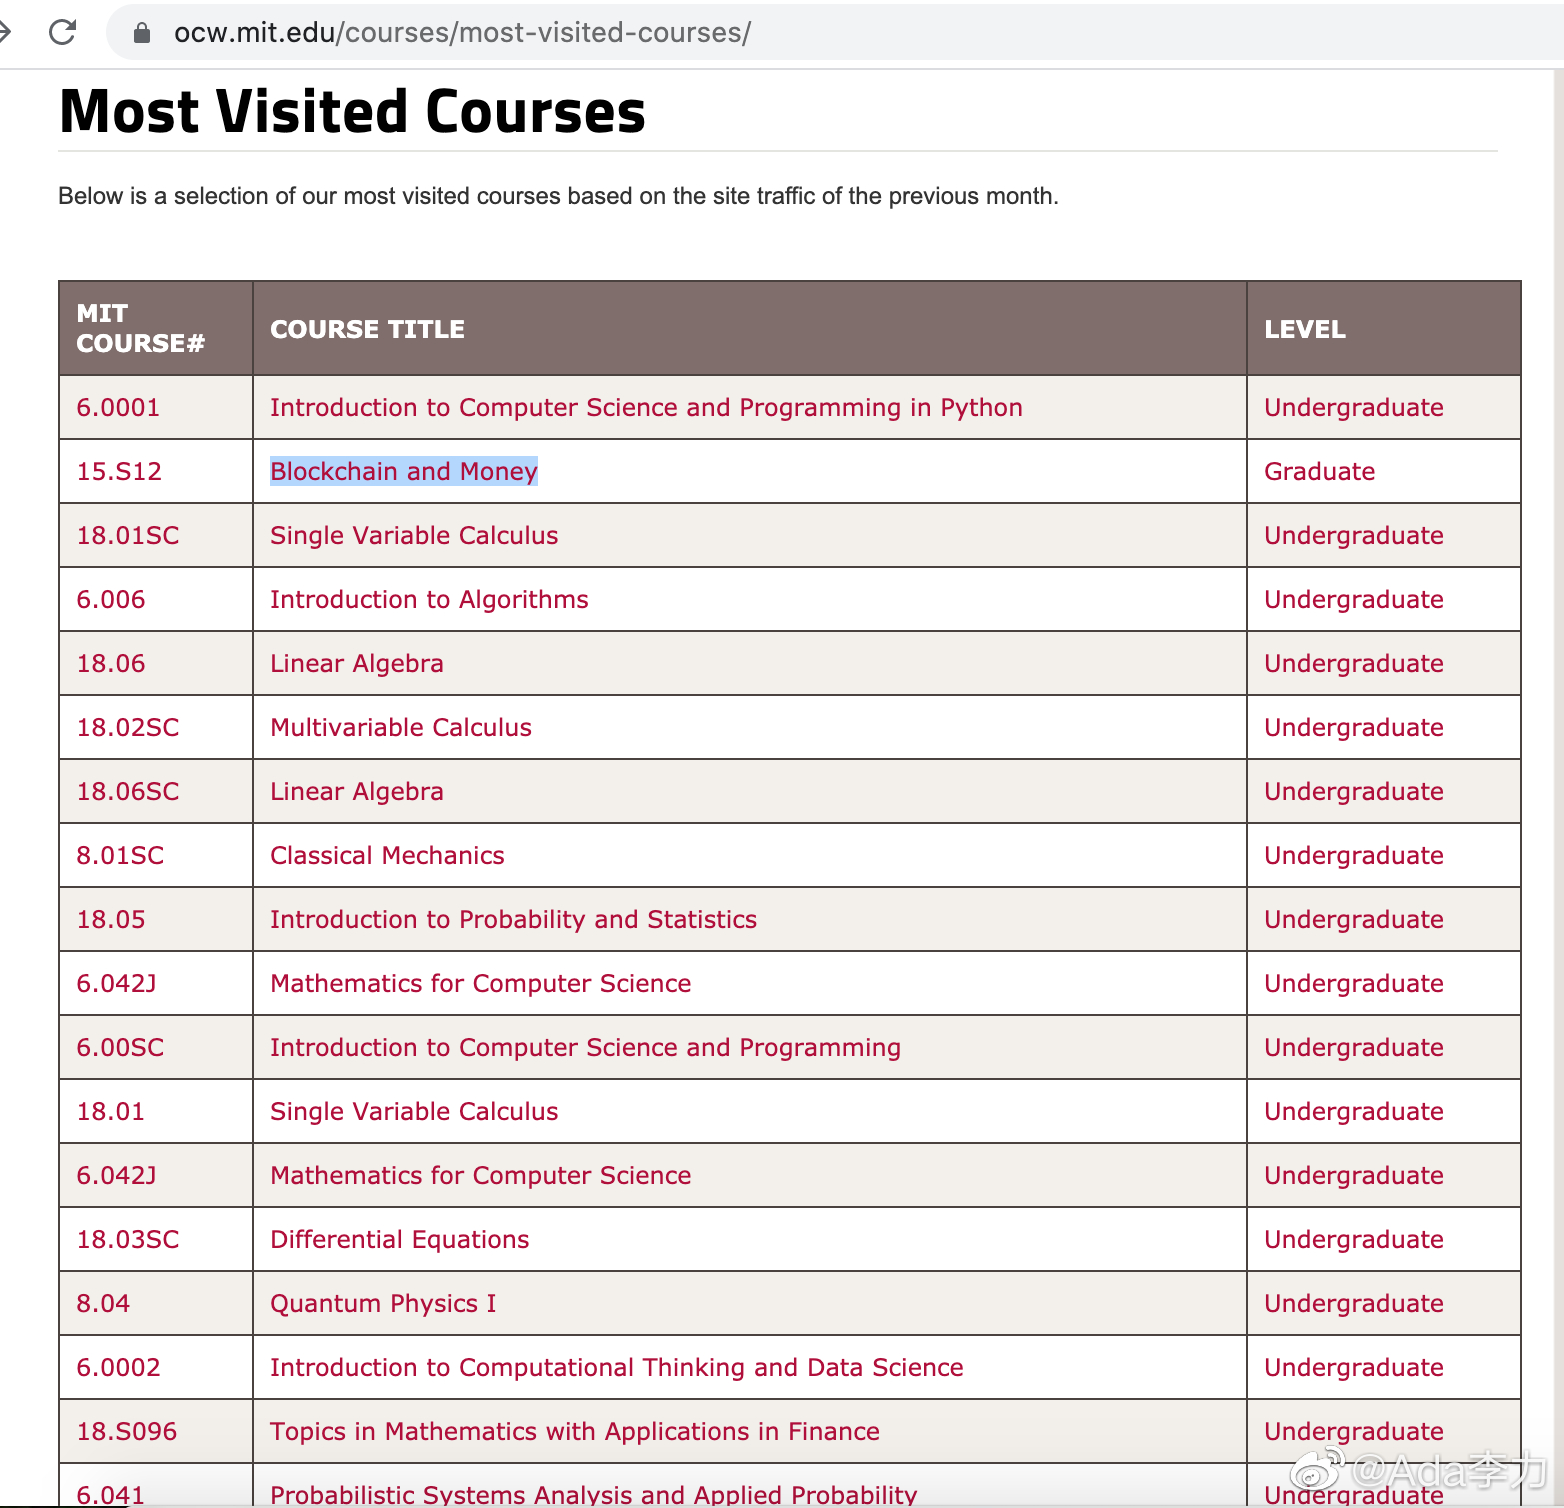 ocw.mit.edu/courses/most-visited-courses/
Most Visited Courses
Below is a selection of our most visited courses based on the site traffic of the previous month.
MIT COURSE# COURSE TITLE LEVEL
6.0001 Introduction to Computer Science and Programming in Python Undergraduate
15.S12 Blockchain and Money Graduate
18.01SC Single Variable Calculus Undergraduate
6.006 Introduction to Algorithms Undergraduate
18.06 Linear Algebra Undergraduate
18.02SC Multivariable Calculus Undergraduate
18.06SC Linear Algebra Undergraduate
8.01SC Classical Mechanics Undergraduate
18.05 Introduction to Probability and Statistics Undergraduate
6.042J Mathematics for Computer Science Undergraduate
6.00SC Introduction to Computer Science and Programming Undergraduate
18.01 Single Variable Calculus Undergraduate
6.042J Mathematics for Computer Science Undergraduate
18.03SC Differential Equations Undergraduate
8.04 Quantum Physics I Undergraduate
6.0002 Introduction to Computational Thinking and Data Science Undergraduate
18.S096 Topics in Mathematics with Applications in Finance Undergraduate
6.041 Probabilistic Systems Analysis and Applied Probability Undergraduate
@Ada李力